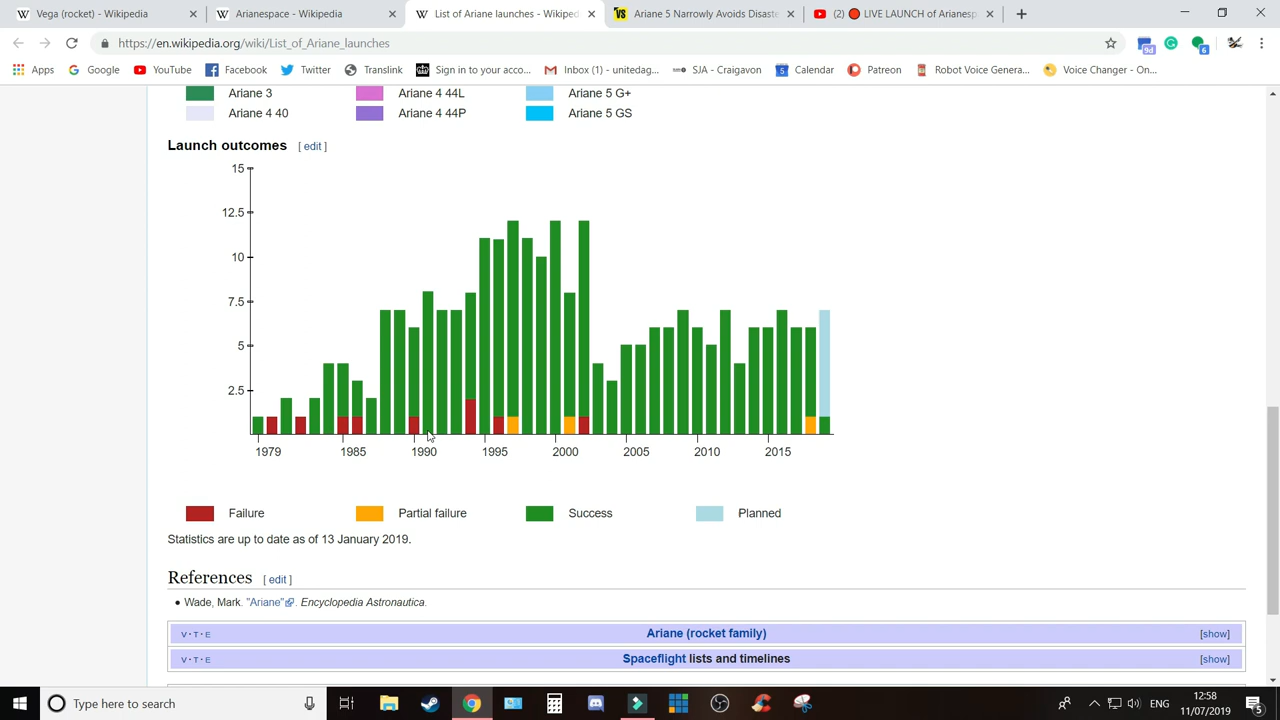 Vega (rocket) - Wikipedia
Arianespace - Wikipedia
List of Ariane launches - Wikiped
Ariane 5 Narrowly Avoids Disaste
(2) LIVE LAUNCH of Arianesp
https://en.wikipedia.org/wiki/List_of_Ariane_launches
9d
6
Apps
Google
YouTube
Facebook
Twitter
Translink
Sign in to your acco...
Inbox (1) - unitedag...
SJA - Craigavon
Calendar
Patreon
Robot Voice Genera...
Voice Changer - On...
Ariane 3
Ariane 4 44L
Ariane 5 G+
Ariane 4 40
Ariane 4 44P
Ariane 5 GS
Launch outcomes [ edit ]
15
12.5
10
7.5
5
2.5
1979 1985 1990 1995 2000 2005 2010 2015
Failure
Partial failure
Success
Planned
Statistics are up to date as of 13 January 2019.
References [ edit ]
• Wade, Mark. "Ariane". Encyclopedia Astronautica.
V·T·E Ariane (rocket family) [show]
V·T·E Spaceflight lists and timelines [show]
Type here to search
ENG
12:58
11/07/2019
5